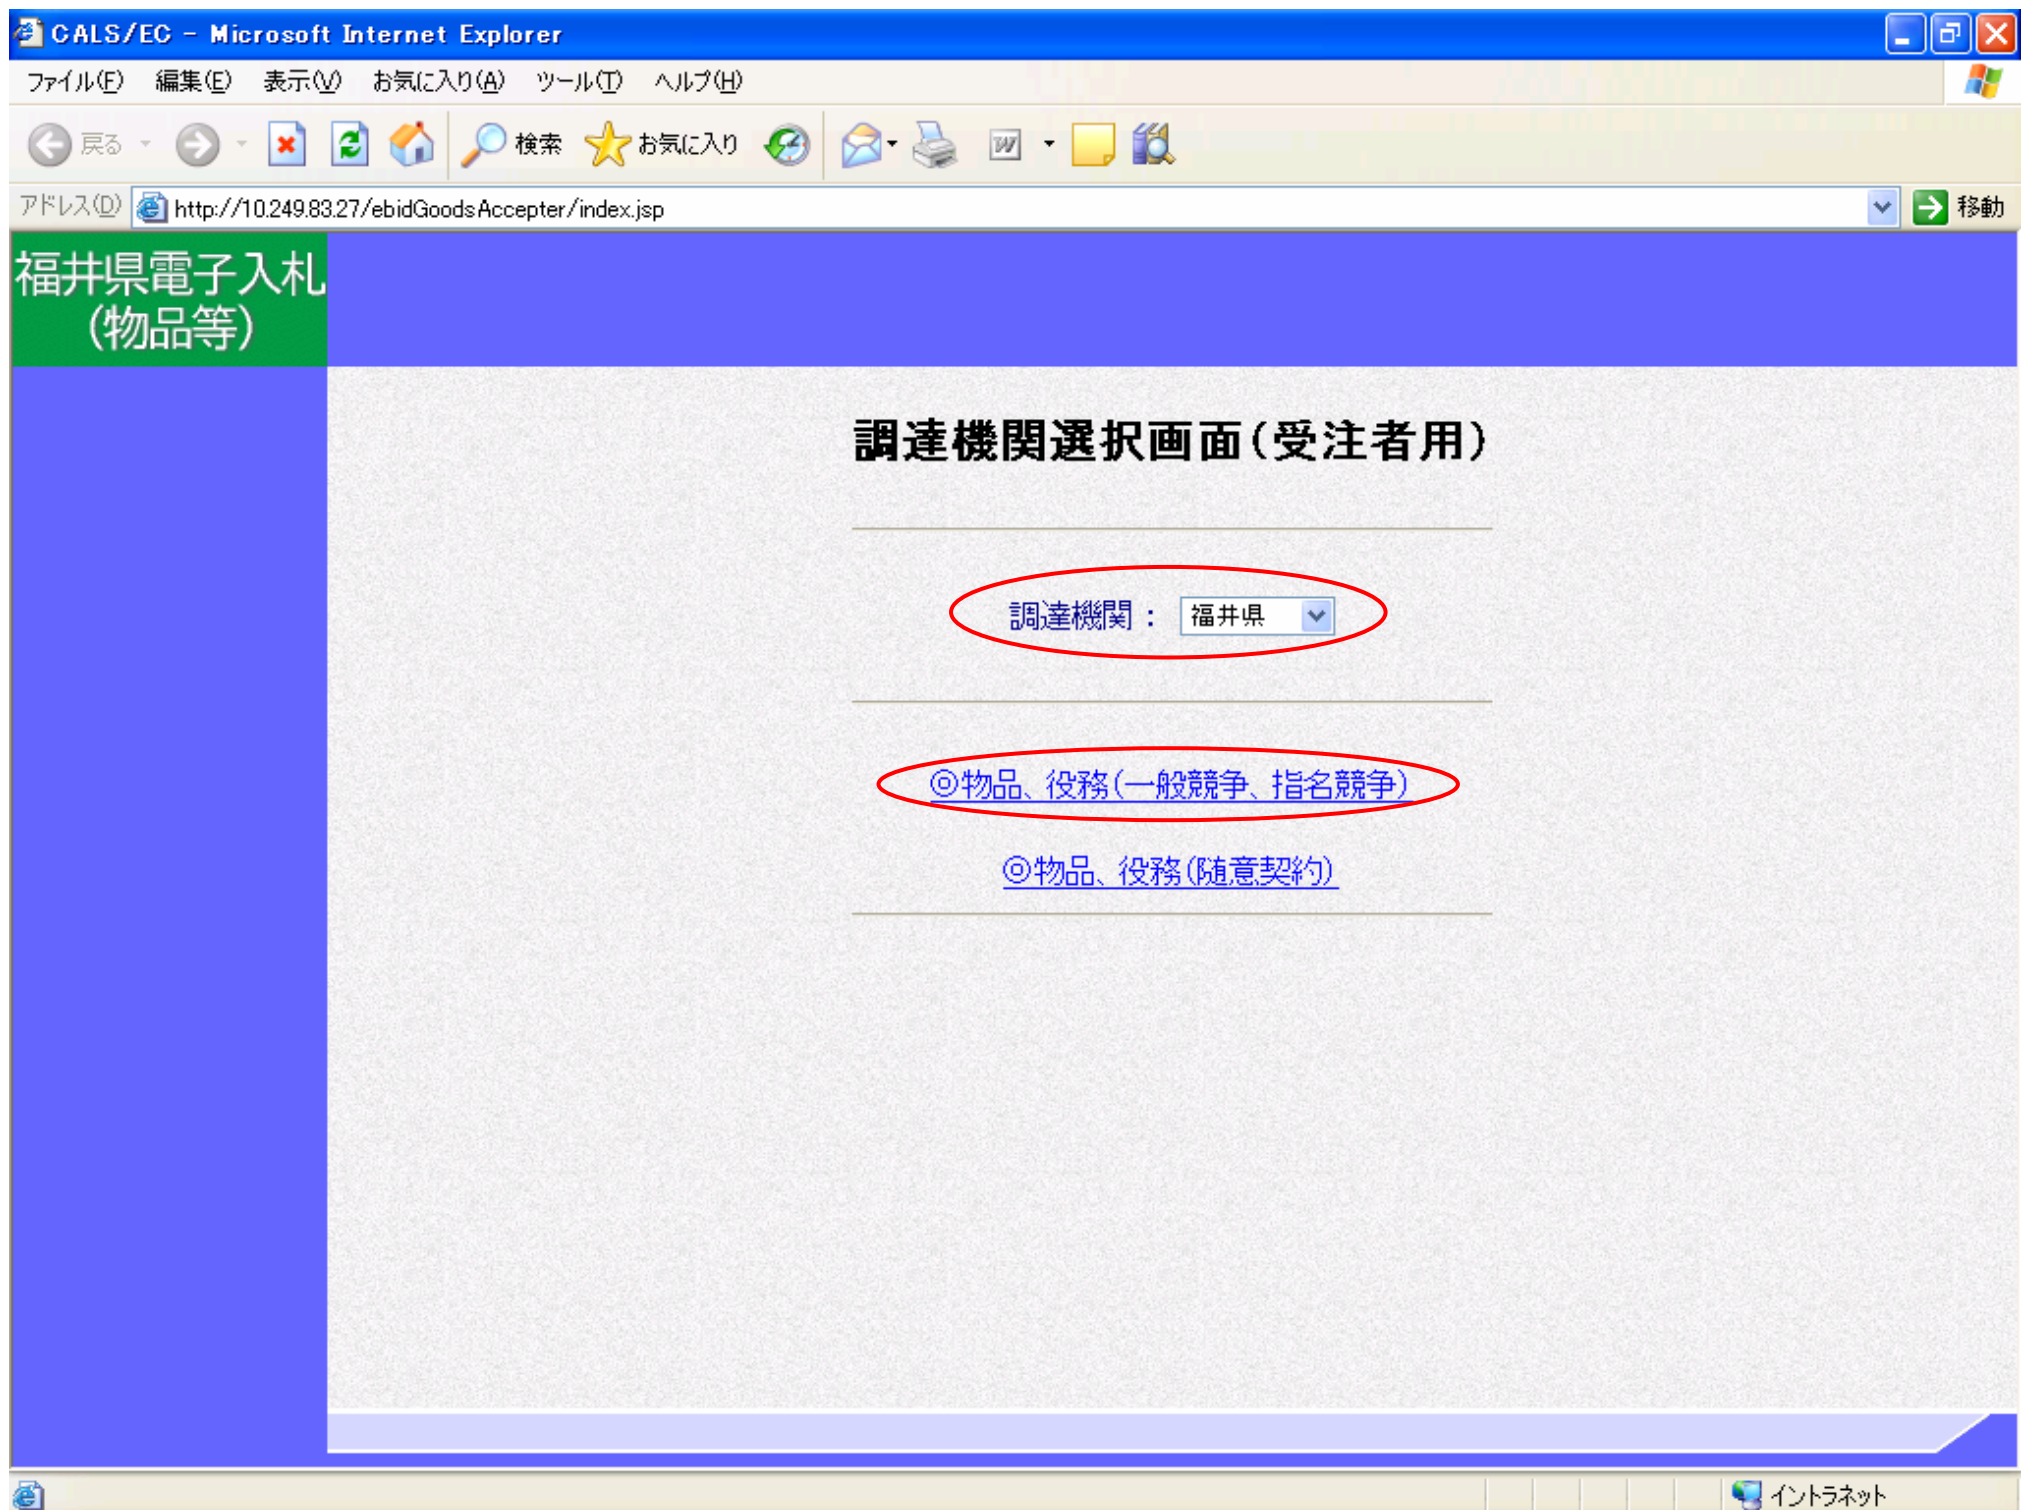 CALS/EC - Microsoft Internet Explorer
ファイル(F) 編集(E) 表示(V) お気に入り(A) ツール(T) ヘルプ(H)
戻る 検索 お気に入り
アドレス(D) http://10.249.83.27/ebidGoodsAccepter/index.jsp 移動
福井県電子入札
(物品等)
調達機関選択画面(受注者用)
調達機関： 福井県
◎物品、役務(一般競争、指名競争)
◎物品、役務(随意契約)
イントラネット